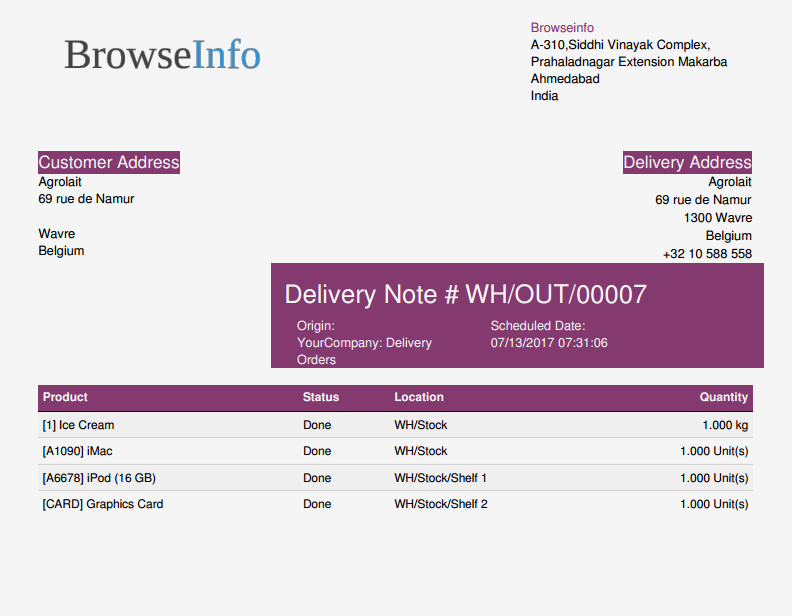 BrowseInfo
Browseinfo
A-310,Siddhi Vinayak Complex,
Prahaladnagar Extension Makarba
Ahmedabad
India
Customer Address
Agrolait
69 rue de Namur
Wavre
Belgium
Delivery Address
Agrolait
69 rue de Namur
1300 Wavre
Belgium
+32 10 588 558
Delivery Note # WH/OUT/00007
Origin:
YourCompany: Delivery
Orders
Scheduled Date:
07/13/2017 07:31:06
Product Status Location Quantity
[1] Ice Cream Done WH/Stock 1.000 kg
[A1090] iMac Done WH/Stock 1.000 Unit(s)
[A6678] iPod (16 GB) Done WH/Stock/Shelf 1 1.000 Unit(s)
[CARD] Graphics Card Done WH/Stock/Shelf 2 1.000 Unit(s)